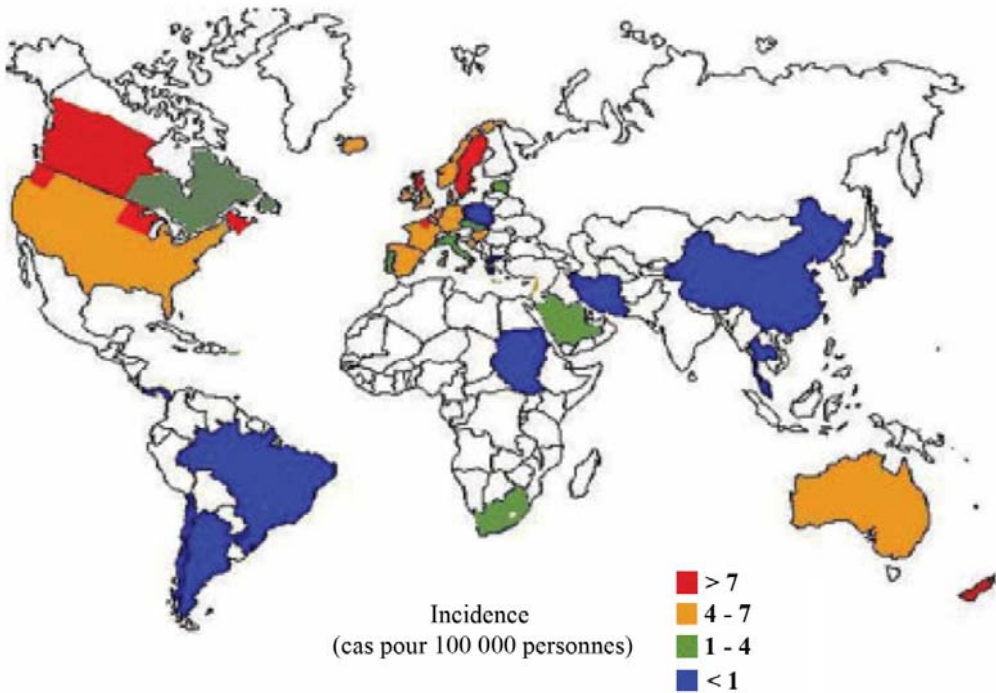 Incidence
(cas pour 100 000 personnes)
> 7
4 - 7
1 - 4
< 1